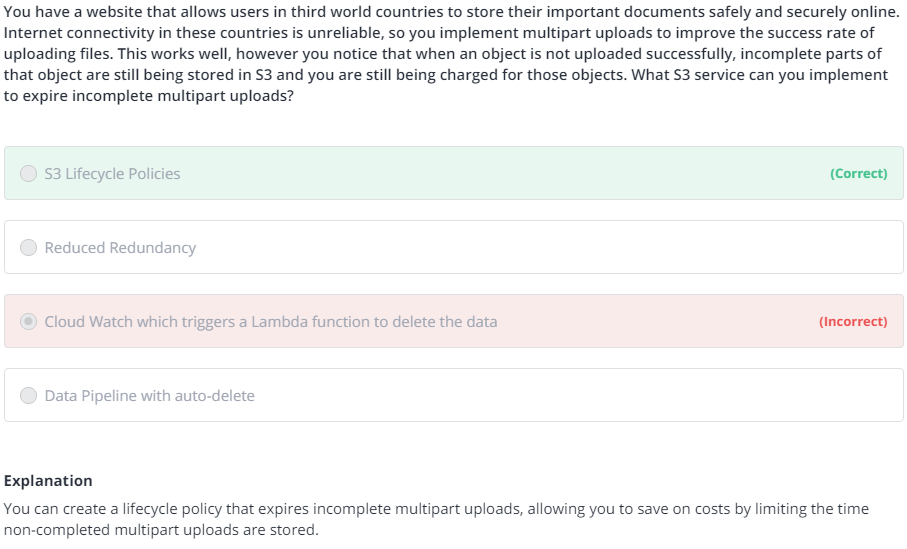 You have a website that allows users in third world countries to store their important documents safely and securely online.
Internet connectivity in these countries is unreliable, so you implement multipart uploads to improve the success rate of
uploading files. This works well, however you notice that when an object is not uploaded successfully, incomplete parts of
that object are still being stored in S3 and you are still being charged for those objects. What S3 service can you implement
to expire incomplete multipart uploads?
S3 Lifecycle Policies (Correct)
Reduced Redundancy
Cloud Watch which triggers a Lambda function to delete the data (Incorrect)
Data Pipeline with auto-delete
Explanation
You can create a lifecycle policy that expires incomplete multipart uploads, allowing you to save on costs by limiting the time
non-completed multipart uploads are stored.